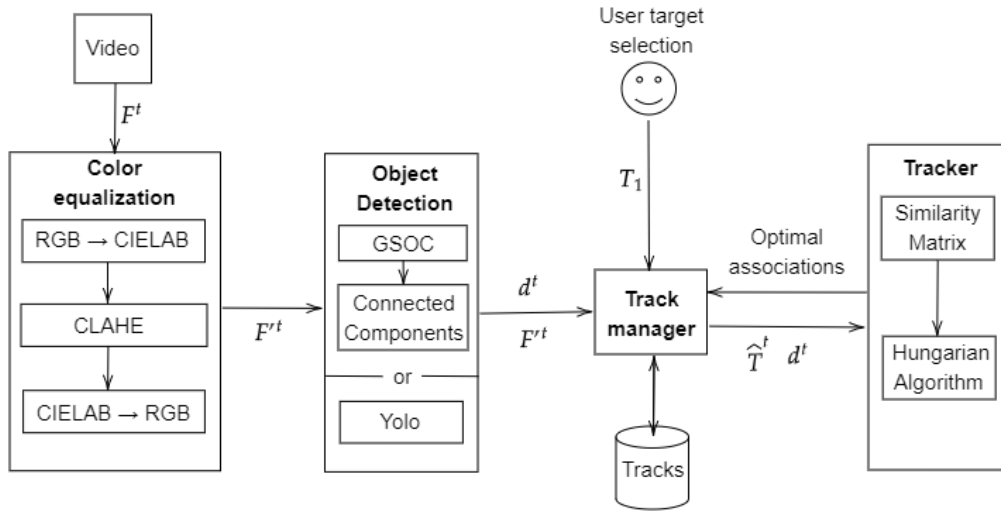 Video
F^t
Color
equalization
RGB → CIELAB
CLAHE
CIELAB → RGB
F'^t
Object
Detection
GSOC
Connected
Components
or
Yolo
d^t
F'^t
User target
selection
T_1
Track
manager
Tracks
Optimal
associations
T̂^t d^t
Tracker
Similarity
Matrix
Hungarian
Algorithm